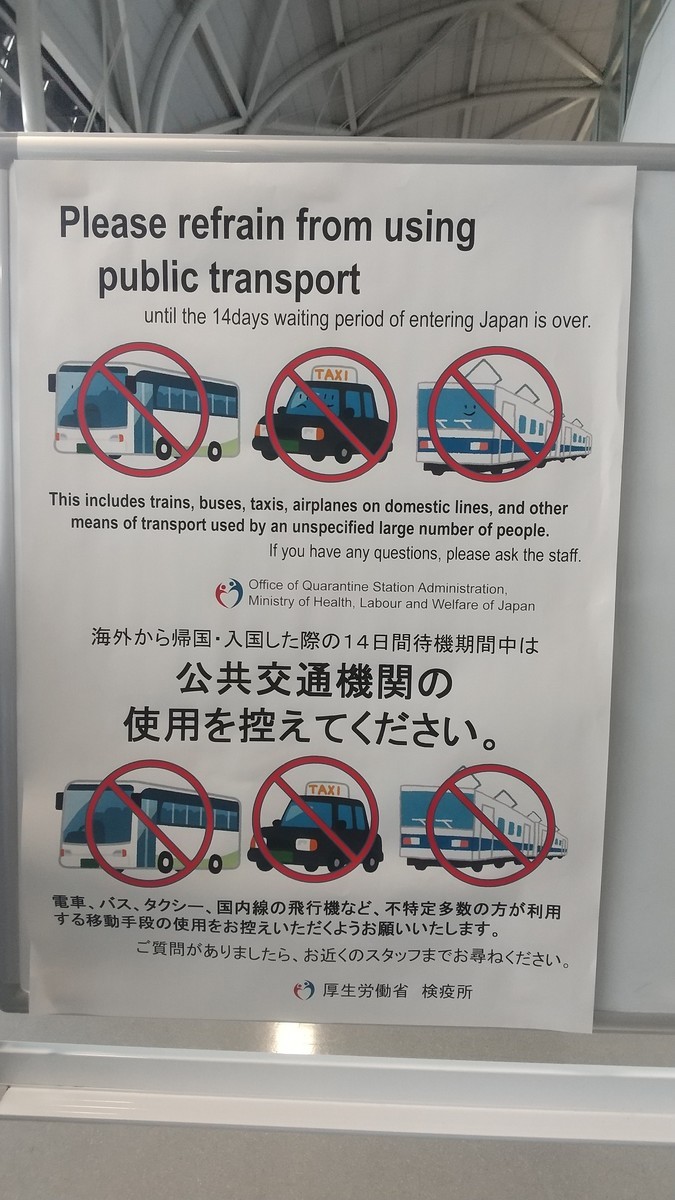 Please refrain from using
public transport
until the 14days waiting period of entering Japan is over.
TAXI
This includes trains, buses, taxis, airplanes on domestic lines, and other
means of transport used by an unspecified large number of people.
If you have any questions, please ask the staff.
Office of Quarantine Station Administration,
Ministry of Health, Labour and Welfare of Japan
海外から帰国・入国した際の14日間待機期間中は
公共交通機関の
使用を控えてください。
TAXI
電車、バス、タクシー、国内線の飛行機など、不特定多数の方が利用
する移動手段の使用をお控えいただくようお願いいたします。
ご質問がありましたら、お近くのスタッフまでお尋ねください。
厚生労働省 検疫所